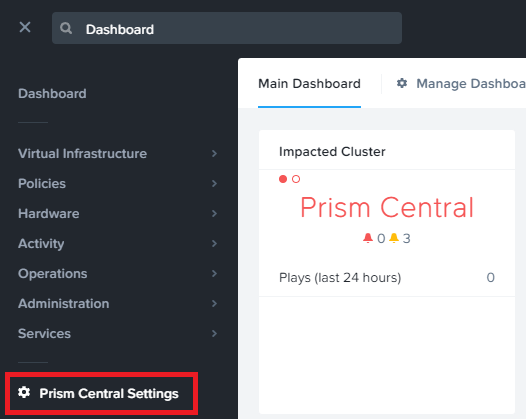 Dashboard
Dashboard
Virtual Infrastructure
Policies
Hardware
Activity
Operations
Administration
Services
Prism Central Settings
Main Dashboard
Manage Dashboa
Impacted Cluster
Prism Central
0 3
Plays (last 24 hours) 0